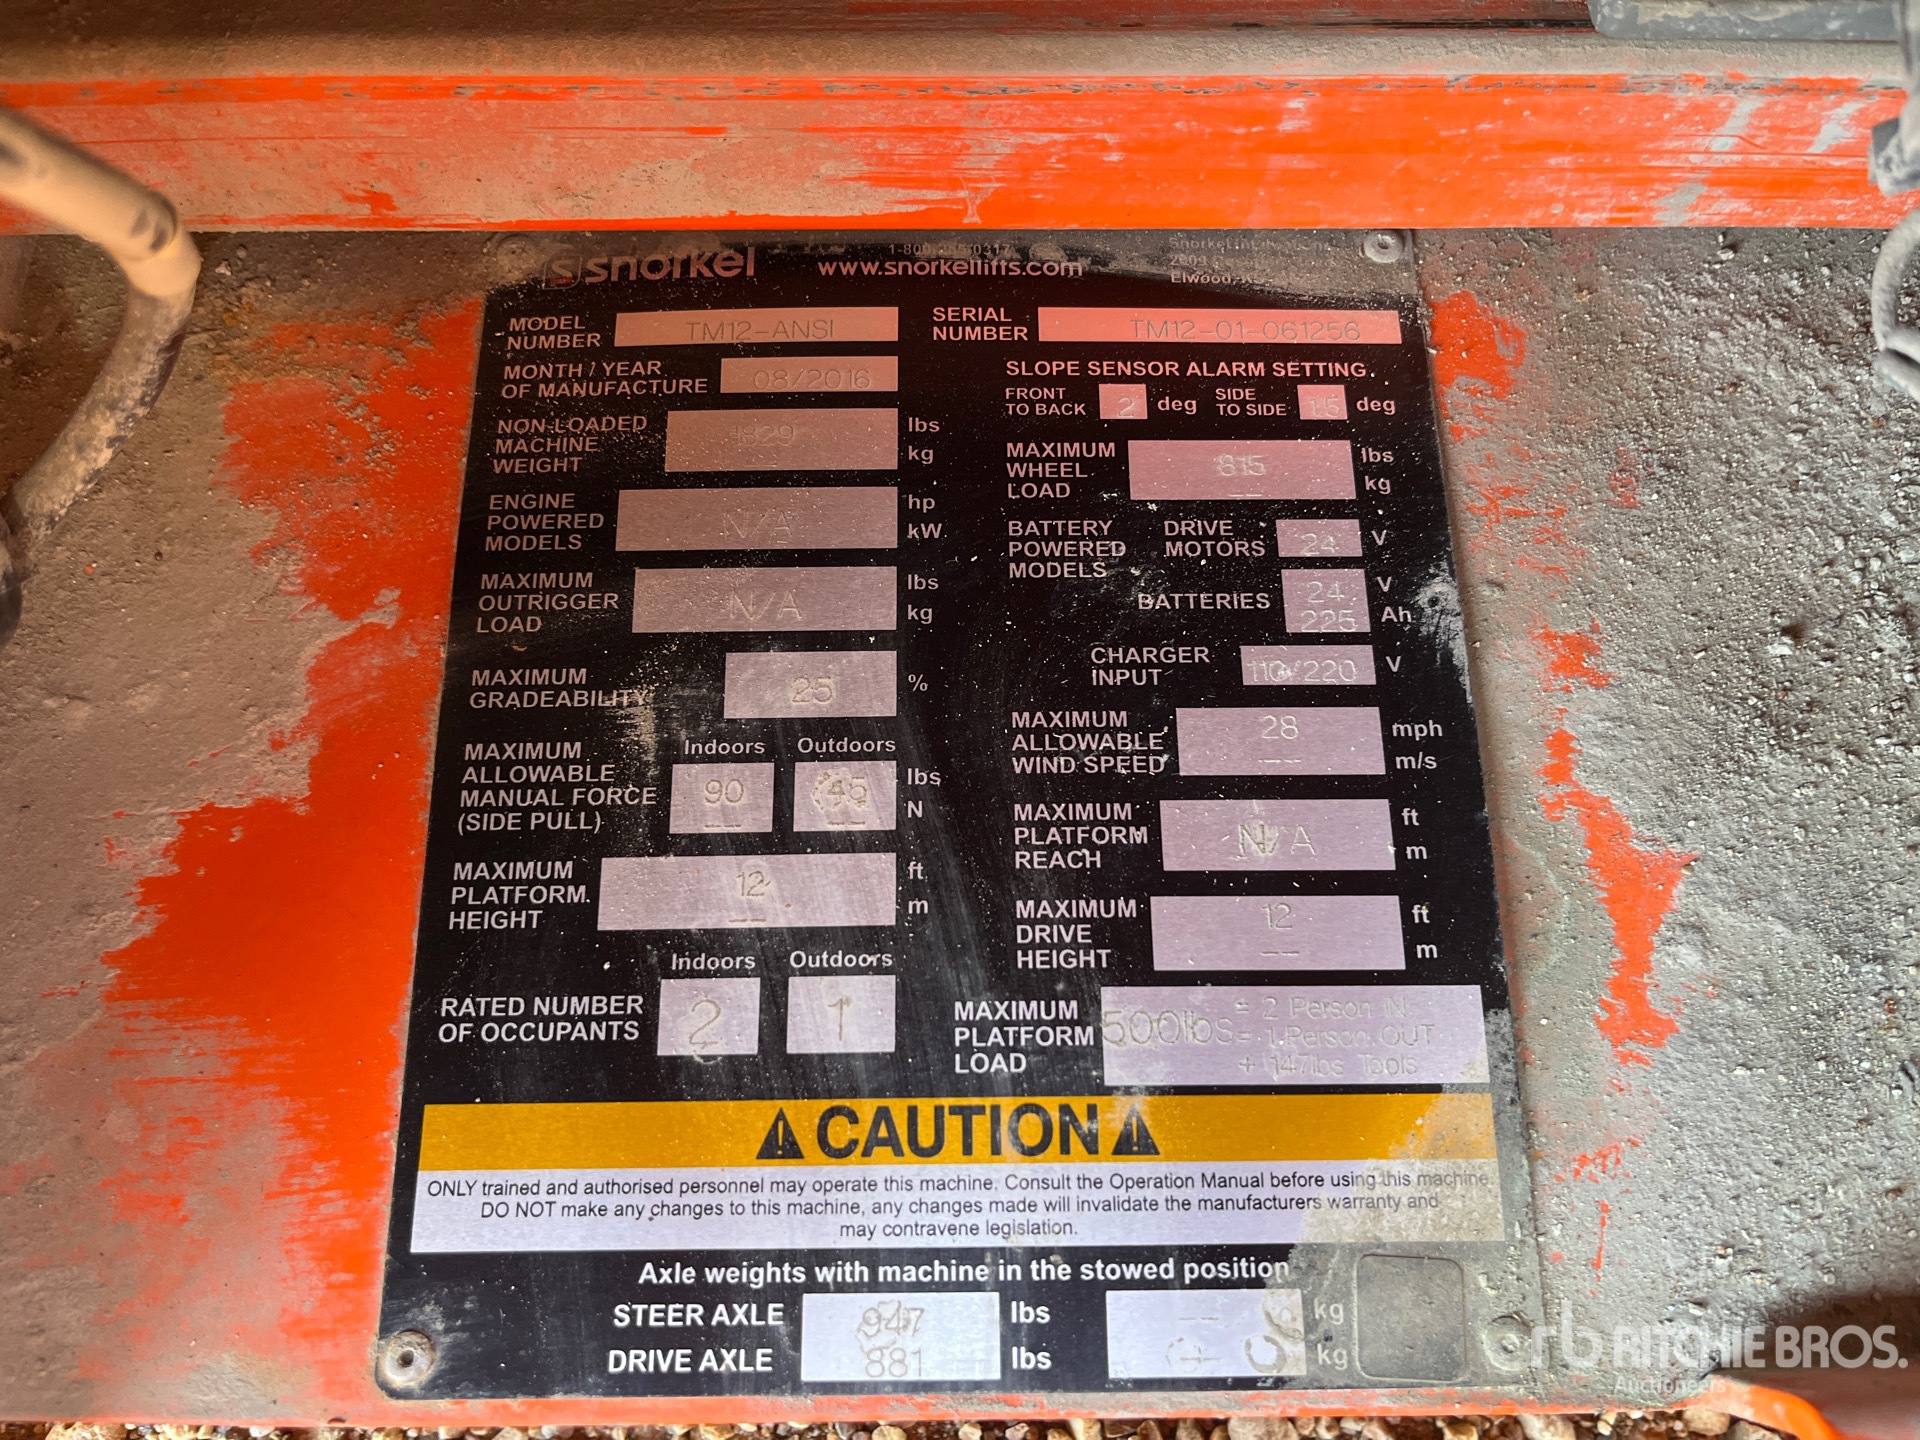 snorkel
www.snorkellifts.com
Elwood
MODEL NUMBER TM12-ANSI
SERIAL NUMBER TM12-01-061256
MONTH / YEAR OF MANUFACTURE 08/2016
SLOPE SENSOR ALARM SETTING.
FRONT TO BACK 2 deg SIDE TO SIDE 1.5 deg
NON-LOADED MACHINE WEIGHT 1829 lbs
kg
MAXIMUM WHEEL LOAD 815 lbs
-- kg
ENGINE POWERED MODELS N/A hp
kW
BATTERY POWERED MODELS
DRIVE MOTORS 24 V
BATTERIES 24 V
225 Ah
MAXIMUM OUTRIGGER LOAD N/A lbs
kg
CHARGER INPUT 110/220 V
MAXIMUM GRADEABILITY 25 %
MAXIMUM ALLOWABLE WIND SPEED 28 mph
-- m/s
Indoors Outdoors
MAXIMUM ALLOWABLE MANUAL FORCE (SIDE PULL) 90 45 lbs
-- -- N
MAXIMUM PLATFORM REACH N/A ft
m
MAXIMUM PLATFORM HEIGHT 12 ft
-- m
MAXIMUM DRIVE HEIGHT 12 ft
-- m
Indoors Outdoors
RATED NUMBER OF OCCUPANTS 2 1
MAXIMUM PLATFORM LOAD 500lbs = 2 Person IN
= 1 Person OUT
+ 147lbs Tools
CAUTION
ONLY trained and authorised personnel may operate this machine. Consult the Operation Manual before using this machine
DO NOT make any changes to this machine, any changes made will invalidate the manufacturers warranty and
may contravene legislation.
Axle weights with machine in the stowed position
STEER AXLE 947 lbs -- kg
DRIVE AXLE 881 lbs -- kg
rb RITCHIE BROS.
Auctioneers